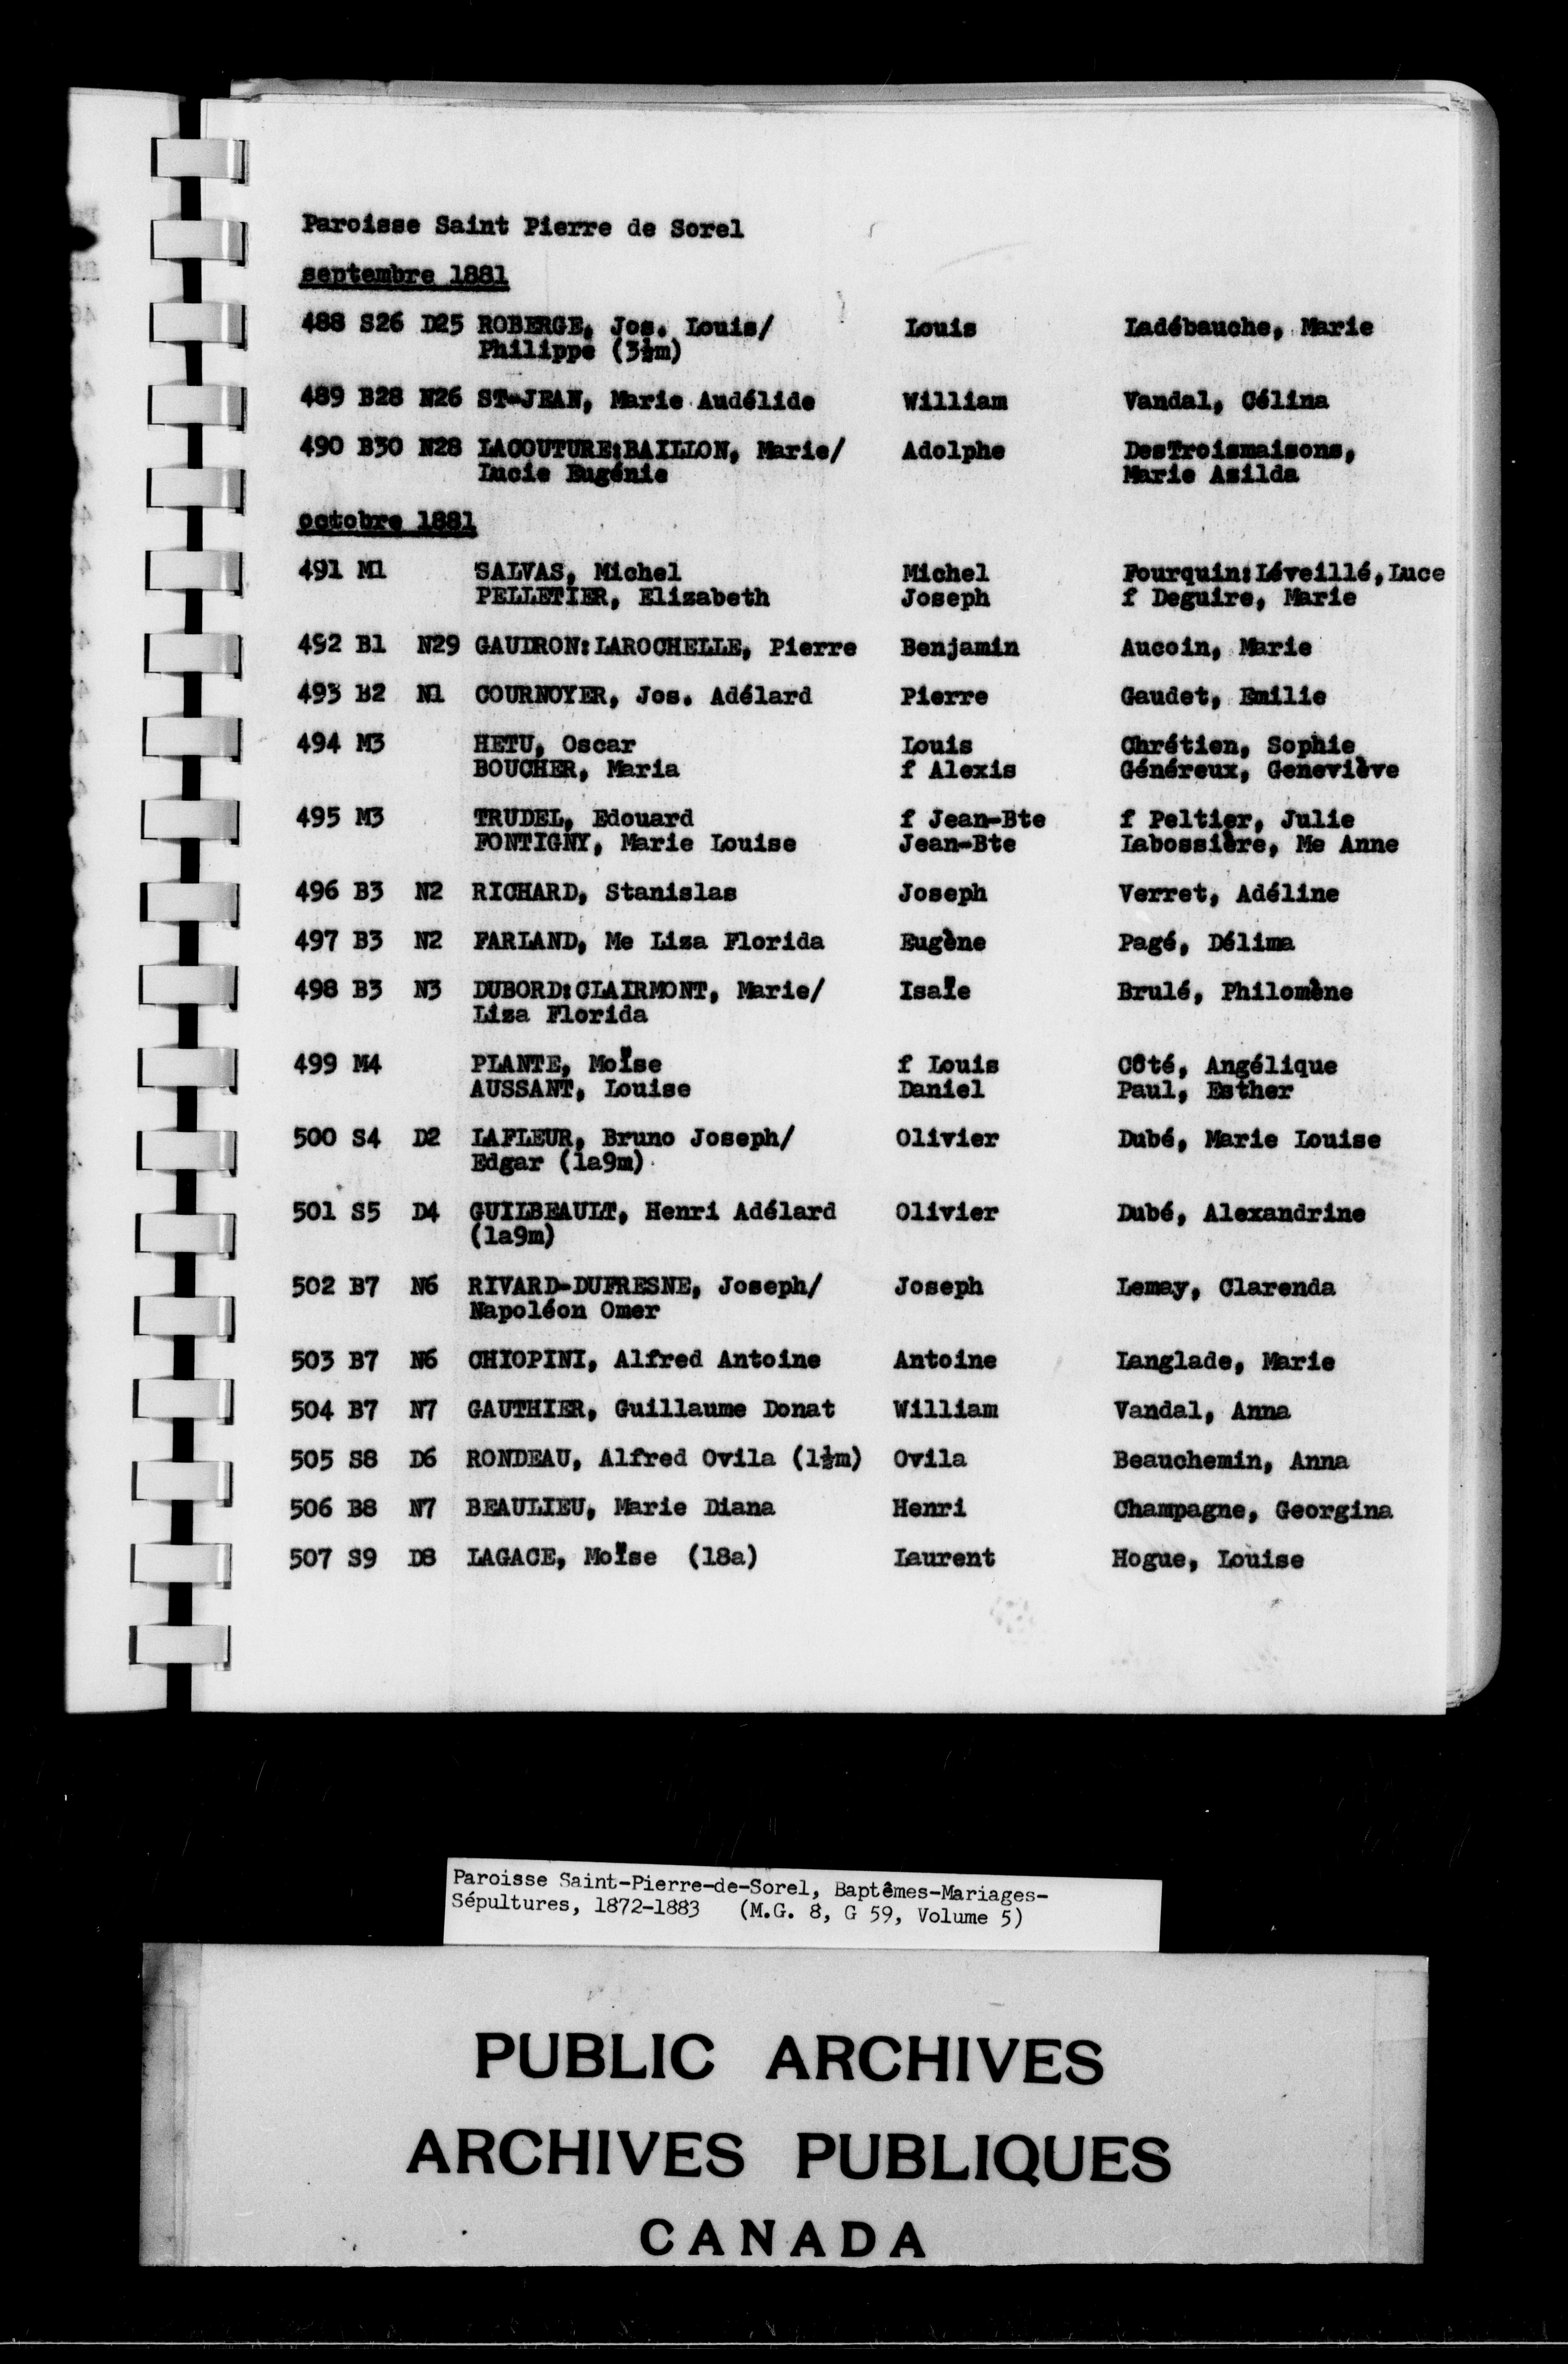 Paroisse Saint Pierre de Sorel
septembre 1881
488 S26 D25 ROBERGE, Jos. Louis/ Louis Ladébauche, Marie
Philippe (3½m)
489 B28 N26 ST-JEAN, Marie Audélide William Vandal, Célina
490 B30 N28 LACOUTURE:BAILLON, Marie/ Adolphe DesTroismaisons,
Lucie Eugénie Marie Asilda
octobre 1881
491 M1 SALVAS, Michel Michel Fourquin:Léveillé,Luce
PELLETIER, Elizabeth Joseph f Deguire, Marie
492 B1 N29 GAUDRON:LAROCHELLE, Pierre Benjamin Aucoin, Marie
493 B2 N1 COURNOYER, Jos. Adélard Pierre Gaudet, Emilie
494 M3 HETU, Oscar Louis Chrétien, Sophie
BOUCHER, Maria f Alexis Généreux, Geneviève
495 M3 TRUDEL, Edouard f Jean-Bte f Peltier, Julie
FONTIGNY, Marie Louise Jean-Bte Labossière, Me Anne
496 B3 N2 RICHARD, Stanislas Joseph Verret, Adéline
497 B3 N2 FARLAND, Me Liza Florida Eugène Pagé, Délima
498 B3 N3 DUBORD:CLAIRMONT, Marie/ Isaïe Brulé, Philomène
Liza Florida
499 M4 PLANTE, Moïse f Louis Côté, Angélique
AUSSANT, Louise Daniel Paul, Esther
500 S4 D2 LAFLEUR, Bruno Joseph/ Olivier Dubé, Marie Louise
Edgar (1a9m)
501 S5 D4 GUILBEAULT, Henri Adélard Olivier Dubé, Alexandrine
(1a9m)
502 B7 N6 RIVARD-DUFRESNE, Joseph/ Joseph Lemay, Clarenda
Napoléon Omer
503 B7 N6 CHIOPINI, Alfred Antoine Antoine Langlade, Marie
504 B7 N7 GAUTHIER, Guillaume Donat William Vandal, Anna
505 S8 D6 RONDEAU, Alfred Ovila (1½m) Ovila Beauchemin, Anna
506 B8 N7 BEAULIEU, Marie Diana Henri Champagne, Georgina
507 S9 D8 LAGACE, Moïse (18a) Laurent Hogue, Louise
Paroisse Saint-Pierre-de-Sorel, Baptêmes-Mariages-
Sépultures, 1872-1883 (M.G. 8, G 59, Volume 5)
PUBLIC ARCHIVES
ARCHIVES PUBLIQUES
CANADA